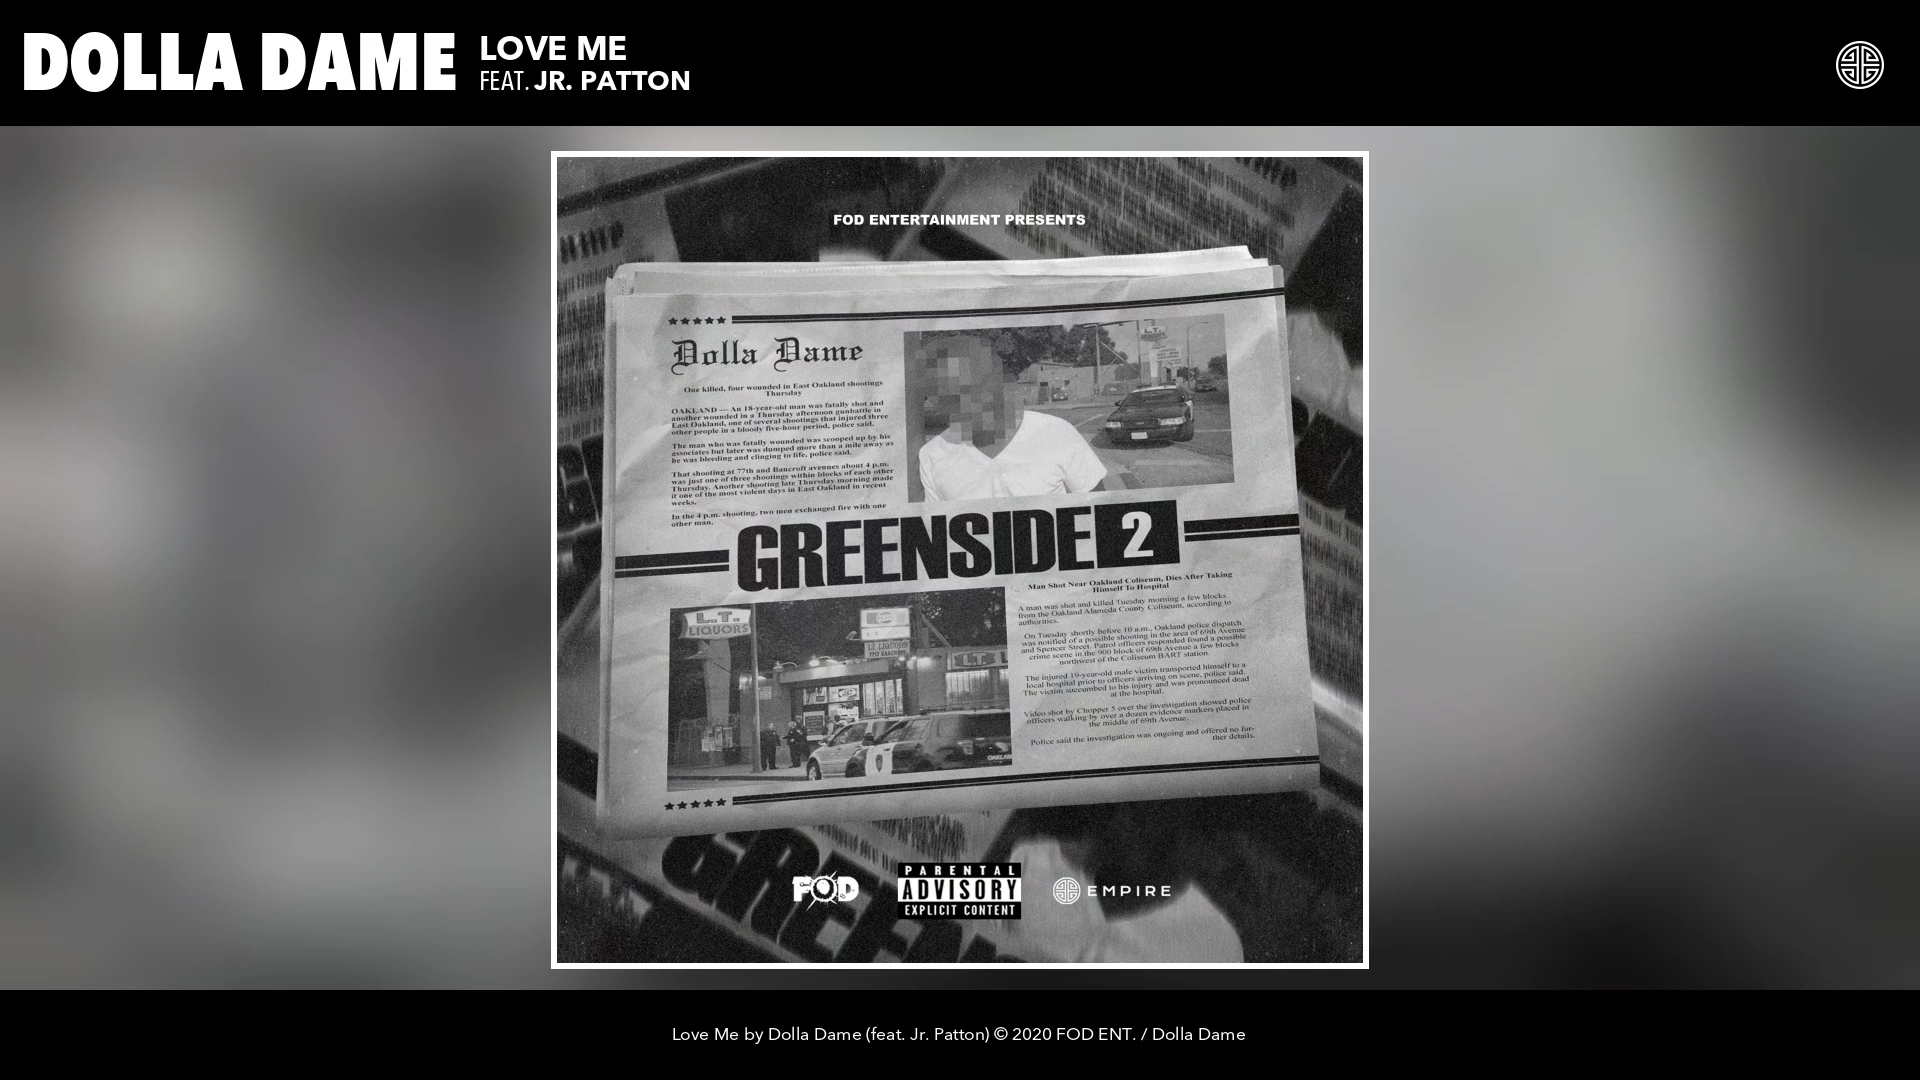 DOLLA DAME
LOVE ME
FEAT. JR. PATTON
FOD ENTERTAINMENT PRESENTS
Dolla Dame
One killed, four wounded in East Oakland shootings
Thursday
OAKLAND — An 18-year-old man was fatally shot and
another wounded in a Thursday afternoon gunbattle in
East Oakland, one of several shootings that injured three
other people in a bloody five-hour period, police said.
The man who was fatally wounded was scooped up by his
associates but later was dumped more than a mile away as
he was bleeding and clinging to life, police said.
That shooting at 77th and Bancroft avenues about 4 p.m.
was just one of three shootings within blocks of each other
Thursday. Another shooting late Thursday morning made
it one of the most violent days in East Oakland in recent
weeks.
In the 4 p.m. shooting, two men exchanged fire with one
other man.
L.T.
LIQUORS
GREENSIDE 2
L.T.
LIQUORS
LT LIQUORS
7717 BANCROFT
L.T. L
OAKLAN
Man Shot Near Oakland Coliseum, Dies After Taking
Himself To Hospital
A man was shot and killed Tuesday morning a few blocks
from the Oakland Alameda County Coliseum, according to
authorities.
On Tuesday shortly before 10 a.m., Oakland police dispatch
was notified of a possible shooting in the area of 69th Avenue
and Spencer Street. Patrol officers responded found a possible
crime scene in the 900 block of 69th Avenue a few blocks
northwest of the Coliseum BART station.
The injured 19-year-old male victim transported himself to a
local hospital prior to officers arriving on scene, police said.
The victim succumbed to his injury and was pronounced dead
at the hospital.
Video shot by Chopper 5 over the investigation showed police
officers walking by over a dozen evidence markers placed in
the middle of 69th Avenue.
Police said the investigation was ongoing and offered no fur-
ther details.
GREEN
FOD
PARENTAL
ADVISORY
EXPLICIT CONTENT
EMPIRE
Love Me by Dolla Dame (feat. Jr. Patton) © 2020 FOD ENT. / Dolla Dame